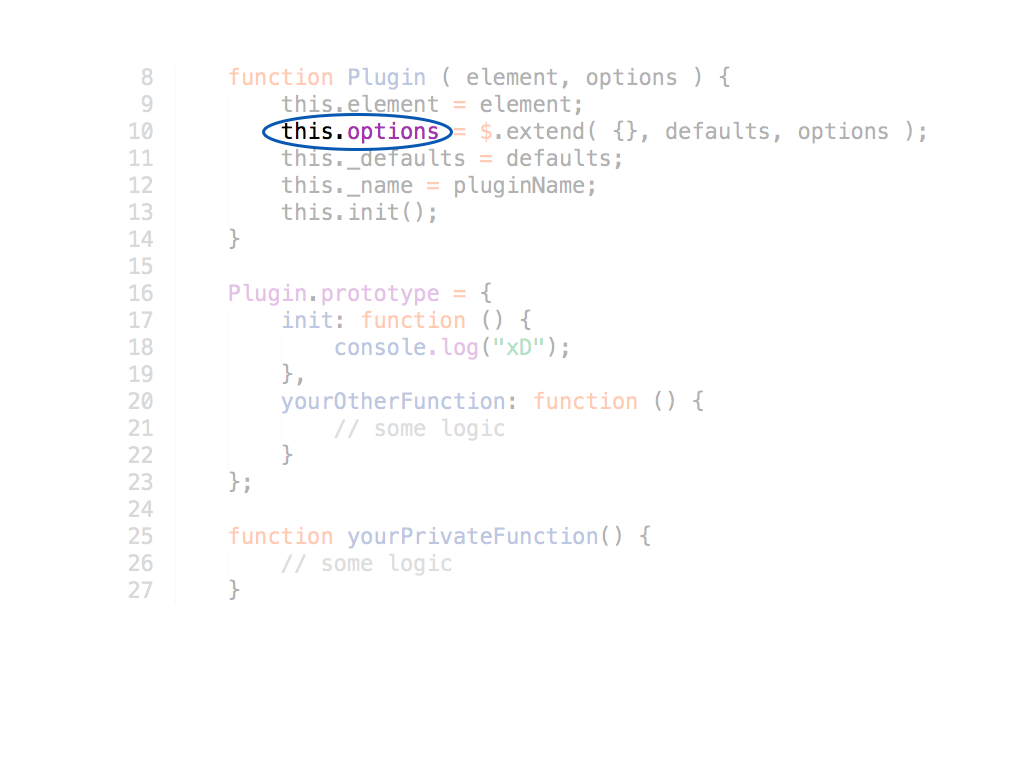 8 function Plugin ( element, options ) {
9 this.element = element;
10 this.options = $.extend( {}, defaults, options );
11 this._defaults = defaults;
12 this._name = pluginName;
13 this.init();
14 }
15
16 Plugin.prototype = {
17 init: function () {
18 console.log("xD");
19 },
20 yourOtherFunction: function () {
21 // some logic
22 }
23 };
24
25 function yourPrivateFunction() {
26 // some logic
27 }